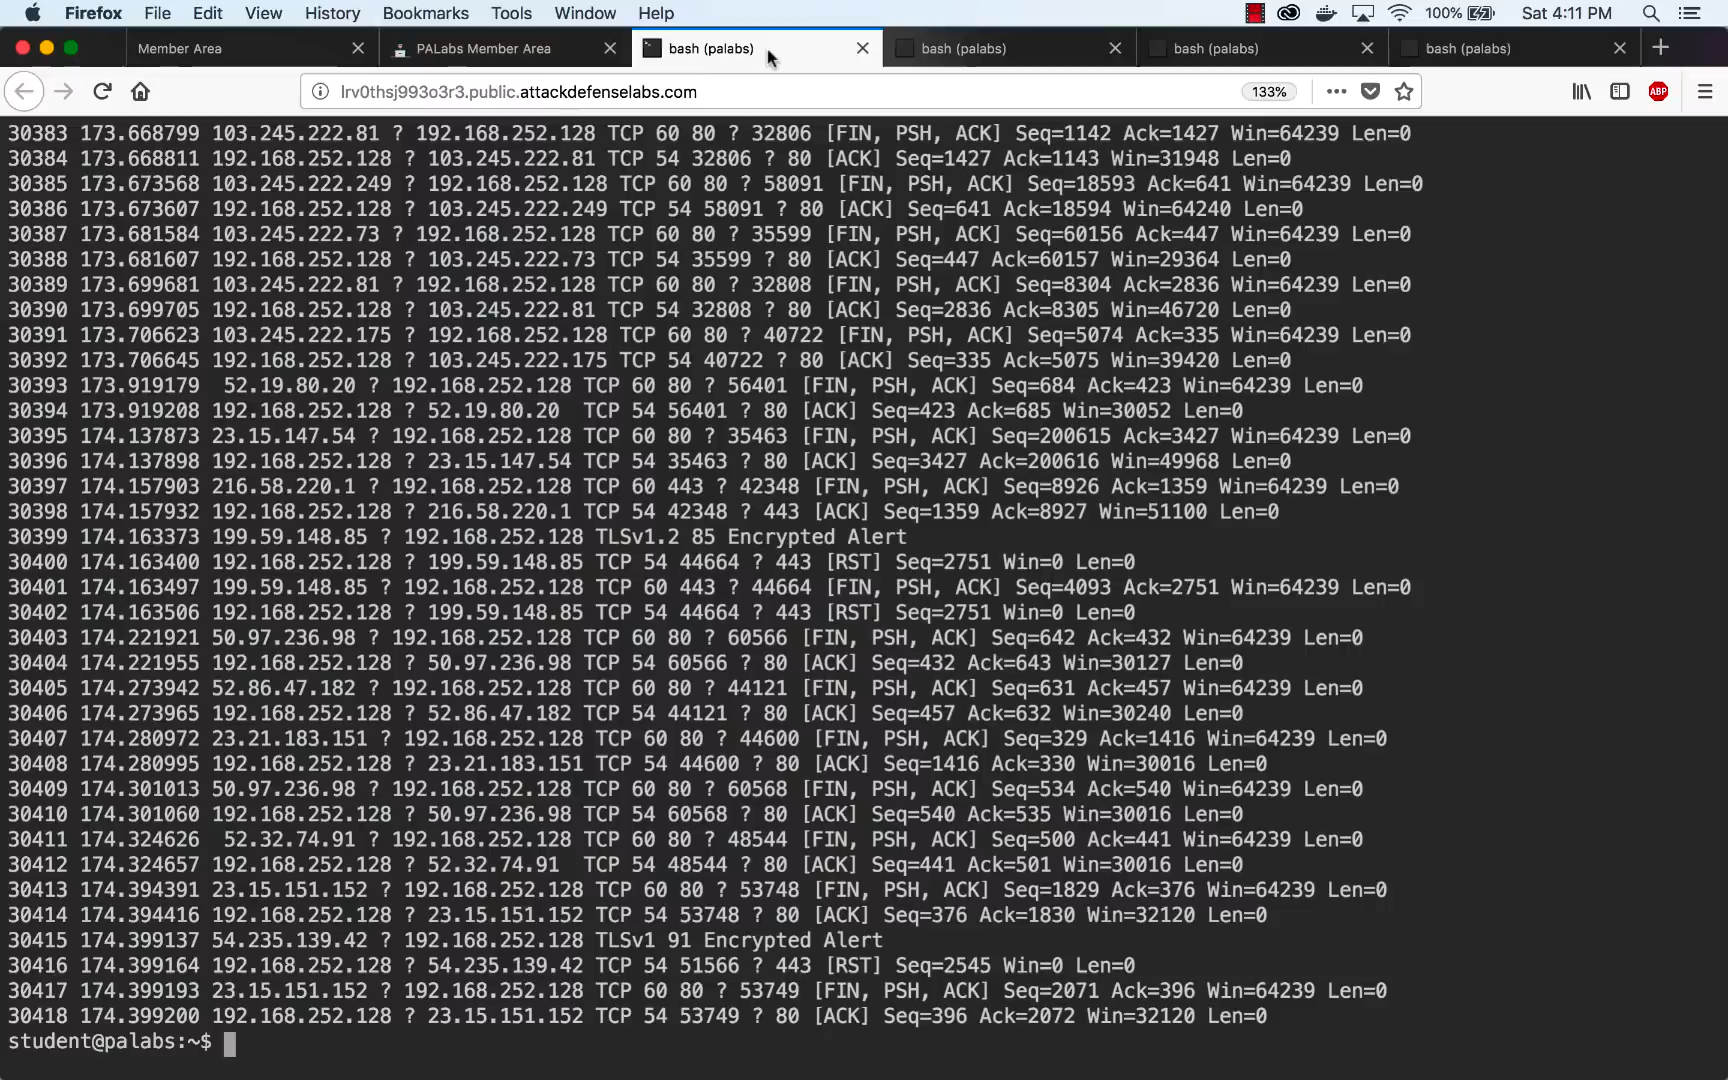 Firefox File Edit View History Bookmarks Tools Window Help 100% Sat 4:11 PM
Member Area PALabs Member Area bash (palabs) bash (palabs) bash (palabs) bash (palabs)
lrv0thsj993o3r3.public.attackdefenselabs.com 133% ABP
30383 173.668799 103.245.222.81 ? 192.168.252.128 TCP 60 80 ? 32806 [FIN, PSH, ACK] Seq=1142 Ack=1427 Win=64239 Len=0
30384 173.668811 192.168.252.128 ? 103.245.222.81 TCP 54 32806 ? 80 [ACK] Seq=1427 Ack=1143 Win=31948 Len=0
30385 173.673568 103.245.222.249 ? 192.168.252.128 TCP 60 80 ? 58091 [FIN, PSH, ACK] Seq=18593 Ack=641 Win=64239 Len=0
30386 173.673607 192.168.252.128 ? 103.245.222.249 TCP 54 58091 ? 80 [ACK] Seq=641 Ack=18594 Win=64240 Len=0
30387 173.681584 103.245.222.73 ? 192.168.252.128 TCP 60 80 ? 35599 [FIN, PSH, ACK] Seq=60156 Ack=447 Win=64239 Len=0
30388 173.681607 192.168.252.128 ? 103.245.222.73 TCP 54 35599 ? 80 [ACK] Seq=447 Ack=60157 Win=29364 Len=0
30389 173.699681 103.245.222.81 ? 192.168.252.128 TCP 60 80 ? 32808 [FIN, PSH, ACK] Seq=8304 Ack=2836 Win=64239 Len=0
30390 173.699705 192.168.252.128 ? 103.245.222.81 TCP 54 32808 ? 80 [ACK] Seq=2836 Ack=8305 Win=46720 Len=0
30391 173.706623 103.245.222.175 ? 192.168.252.128 TCP 60 80 ? 40722 [FIN, PSH, ACK] Seq=5074 Ack=335 Win=64239 Len=0
30392 173.706645 192.168.252.128 ? 103.245.222.175 TCP 54 40722 ? 80 [ACK] Seq=335 Ack=5075 Win=39420 Len=0
30393 173.919179 52.19.80.20 ? 192.168.252.128 TCP 60 80 ? 56401 [FIN, PSH, ACK] Seq=684 Ack=423 Win=64239 Len=0
30394 173.919208 192.168.252.128 ? 52.19.80.20 TCP 54 56401 ? 80 [ACK] Seq=423 Ack=685 Win=30052 Len=0
30395 174.137873 23.15.147.54 ? 192.168.252.128 TCP 60 80 ? 35463 [FIN, PSH, ACK] Seq=200615 Ack=3427 Win=64239 Len=0
30396 174.137898 192.168.252.128 ? 23.15.147.54 TCP 54 35463 ? 80 [ACK] Seq=3427 Ack=200616 Win=49968 Len=0
30397 174.157903 216.58.220.1 ? 192.168.252.128 TCP 60 443 ? 42348 [FIN, PSH, ACK] Seq=8926 Ack=1359 Win=64239 Len=0
30398 174.157932 192.168.252.128 ? 216.58.220.1 TCP 54 42348 ? 443 [ACK] Seq=1359 Ack=8927 Win=51100 Len=0
30399 174.163373 199.59.148.85 ? 192.168.252.128 TLSv1.2 85 Encrypted Alert
30400 174.163400 192.168.252.128 ? 199.59.148.85 TCP 54 44664 ? 443 [RST] Seq=2751 Win=0 Len=0
30401 174.163497 199.59.148.85 ? 192.168.252.128 TCP 60 443 ? 44664 [FIN, PSH, ACK] Seq=4093 Ack=2751 Win=64239 Len=0
30402 174.163506 192.168.252.128 ? 199.59.148.85 TCP 54 44664 ? 443 [RST] Seq=2751 Win=0 Len=0
30403 174.221921 50.97.236.98 ? 192.168.252.128 TCP 60 80 ? 60566 [FIN, PSH, ACK] Seq=642 Ack=432 Win=64239 Len=0
30404 174.221955 192.168.252.128 ? 50.97.236.98 TCP 54 60566 ? 80 [ACK] Seq=432 Ack=643 Win=30127 Len=0
30405 174.273942 52.86.47.182 ? 192.168.252.128 TCP 60 80 ? 44121 [FIN, PSH, ACK] Seq=631 Ack=457 Win=64239 Len=0
30406 174.273965 192.168.252.128 ? 52.86.47.182 TCP 54 44121 ? 80 [ACK] Seq=457 Ack=632 Win=30240 Len=0
30407 174.280972 23.21.183.151 ? 192.168.252.128 TCP 60 80 ? 44600 [FIN, PSH, ACK] Seq=329 Ack=1416 Win=64239 Len=0
30408 174.280995 192.168.252.128 ? 23.21.183.151 TCP 54 44600 ? 80 [ACK] Seq=1416 Ack=330 Win=30016 Len=0
30409 174.301013 50.97.236.98 ? 192.168.252.128 TCP 60 80 ? 60568 [FIN, PSH, ACK] Seq=534 Ack=540 Win=64239 Len=0
30410 174.301060 192.168.252.128 ? 50.97.236.98 TCP 54 60568 ? 80 [ACK] Seq=540 Ack=535 Win=30016 Len=0
30411 174.324626 52.32.74.91 ? 192.168.252.128 TCP 60 80 ? 48544 [FIN, PSH, ACK] Seq=500 Ack=441 Win=64239 Len=0
30412 174.324657 192.168.252.128 ? 52.32.74.91 TCP 54 48544 ? 80 [ACK] Seq=441 Ack=501 Win=30016 Len=0
30413 174.394391 23.15.151.152 ? 192.168.252.128 TCP 60 80 ? 53748 [FIN, PSH, ACK] Seq=1829 Ack=376 Win=64239 Len=0
30414 174.394416 192.168.252.128 ? 23.15.151.152 TCP 54 53748 ? 80 [ACK] Seq=376 Ack=1830 Win=32120 Len=0
30415 174.399137 54.235.139.42 ? 192.168.252.128 TLSv1 91 Encrypted Alert
30416 174.399164 192.168.252.128 ? 54.235.139.42 TCP 54 51566 ? 443 [RST] Seq=2545 Win=0 Len=0
30417 174.399193 23.15.151.152 ? 192.168.252.128 TCP 60 80 ? 53749 [FIN, PSH, ACK] Seq=2071 Ack=396 Win=64239 Len=0
30418 174.399200 192.168.252.128 ? 23.15.151.152 TCP 54 53749 ? 80 [ACK] Seq=396 Ack=2072 Win=32120 Len=0
student@palabs:~$